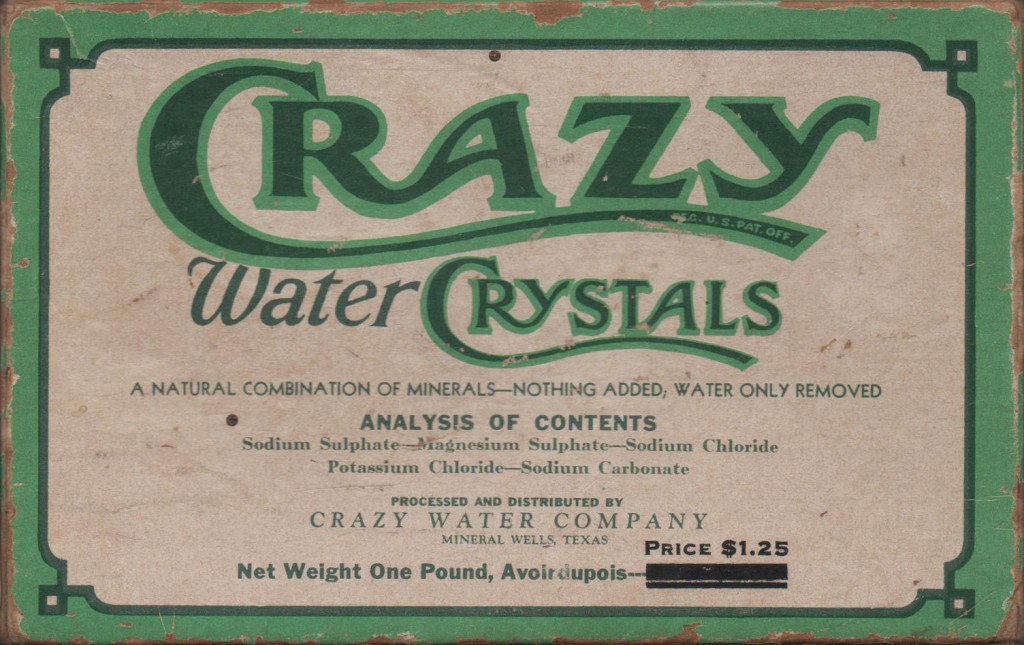 CRAZY
REG. U.S. PAT. OFF.
Water CRYSTALS
A NATURAL COMBINATION OF MINERALS—NOTHING ADDED; WATER ONLY REMOVED
ANALYSIS OF CONTENTS
Sodium Sulphate—Magnesium Sulphate—Sodium Chloride
Potassium Chloride—Sodium Carbonate
PROCESSED AND DISTRIBUTED BY
CRAZY WATER COMPANY
MINERAL WELLS, TEXAS
PRICE $1.25
Net Weight One Pound, Avoirdupois—